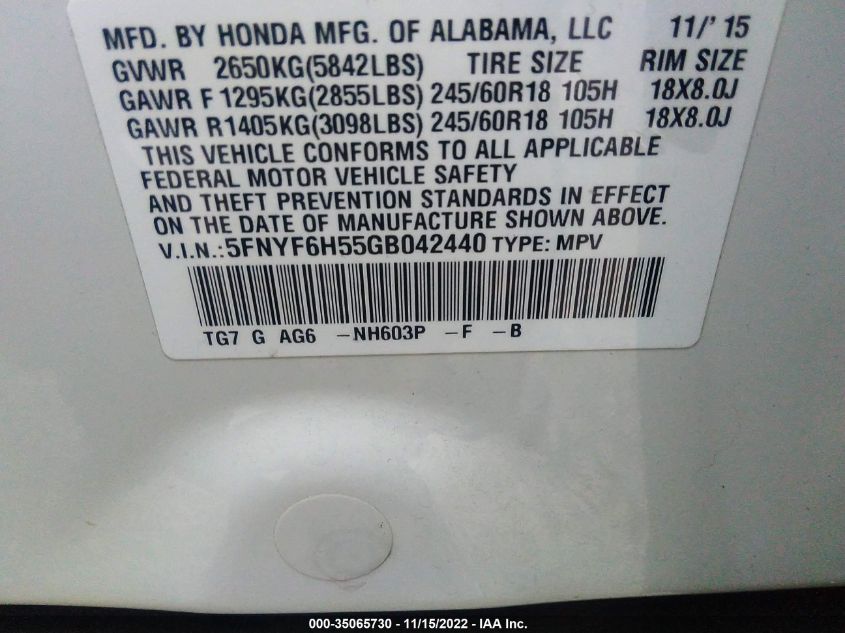 MFD. BY HONDA MFG. OF ALABAMA, LLC 11/' 15
GVWR 2650KG(5842LBS) TIRE SIZE RIM SIZE
GAWR F 1295KG(2855LBS) 245/60R18 105H 18X8.0J
GAWR R1405KG(3098LBS) 245/60R18 105H 18X8.0J
THIS VEHICLE CONFORMS TO ALL APPLICABLE
FEDERAL MOTOR VEHICLE SAFETY
AND THEFT PREVENTION STANDARDS IN EFFECT
ON THE DATE OF MANUFACTURE SHOWN ABOVE.
V.I.N.:5FNYF6H55GB042440 TYPE: MPV
TG7 G AG6 -NH603P -F -B
000-35065730 - 11/15/2022 - IAA Inc.